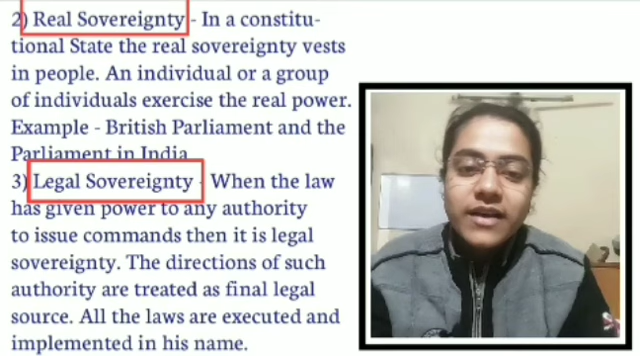 2) Real Sovereignty - In a constitu-
tional State the real sovereignty vests
in people. An individual or a group
of individuals exercise the real power.
Example - British Parliament and the
Parliament in India
3) Legal Sovereignty - When the law
has given power to any authority
to issue commands then it is legal
sovereignty. The directions of such
authority are treated as final legal
source. All the laws are executed and
implemented in his name.